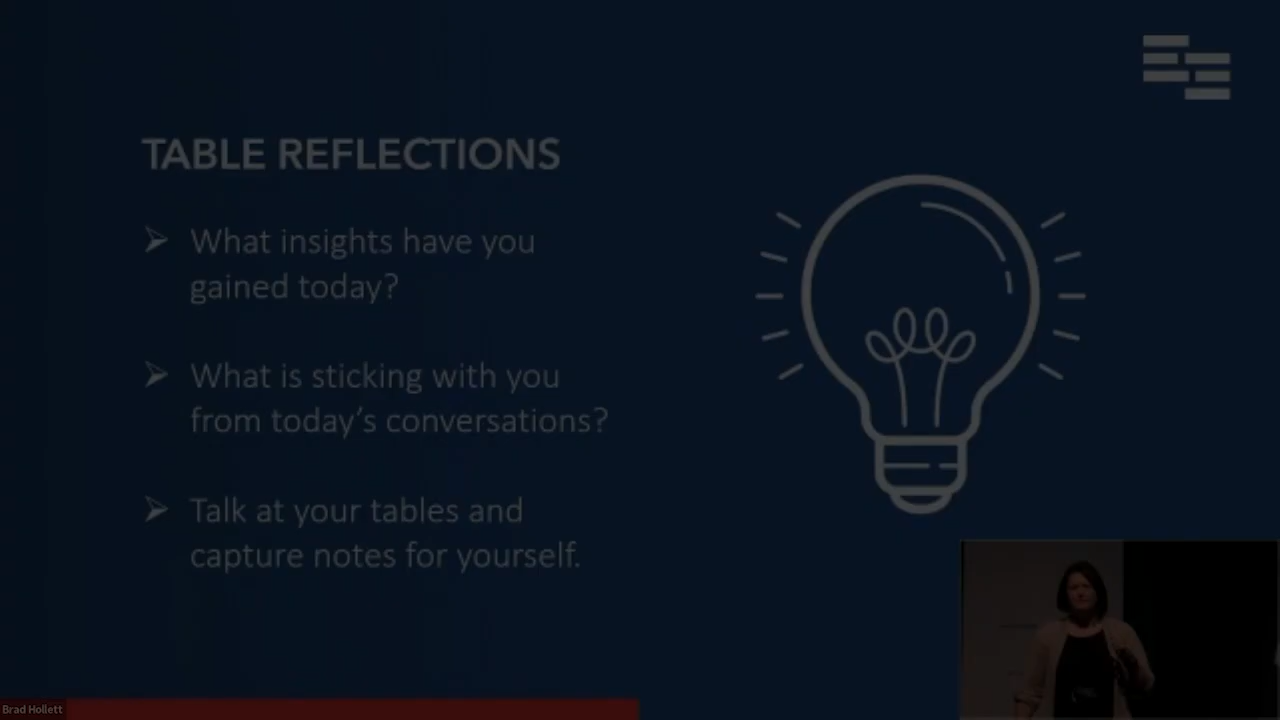 TABLE REFLECTIONS
➢ What insights have you
gained today?
➢ What is sticking with you
from today’s conversations?
➢ Talk at your tables and
capture notes for yourself.
Brad Hollett